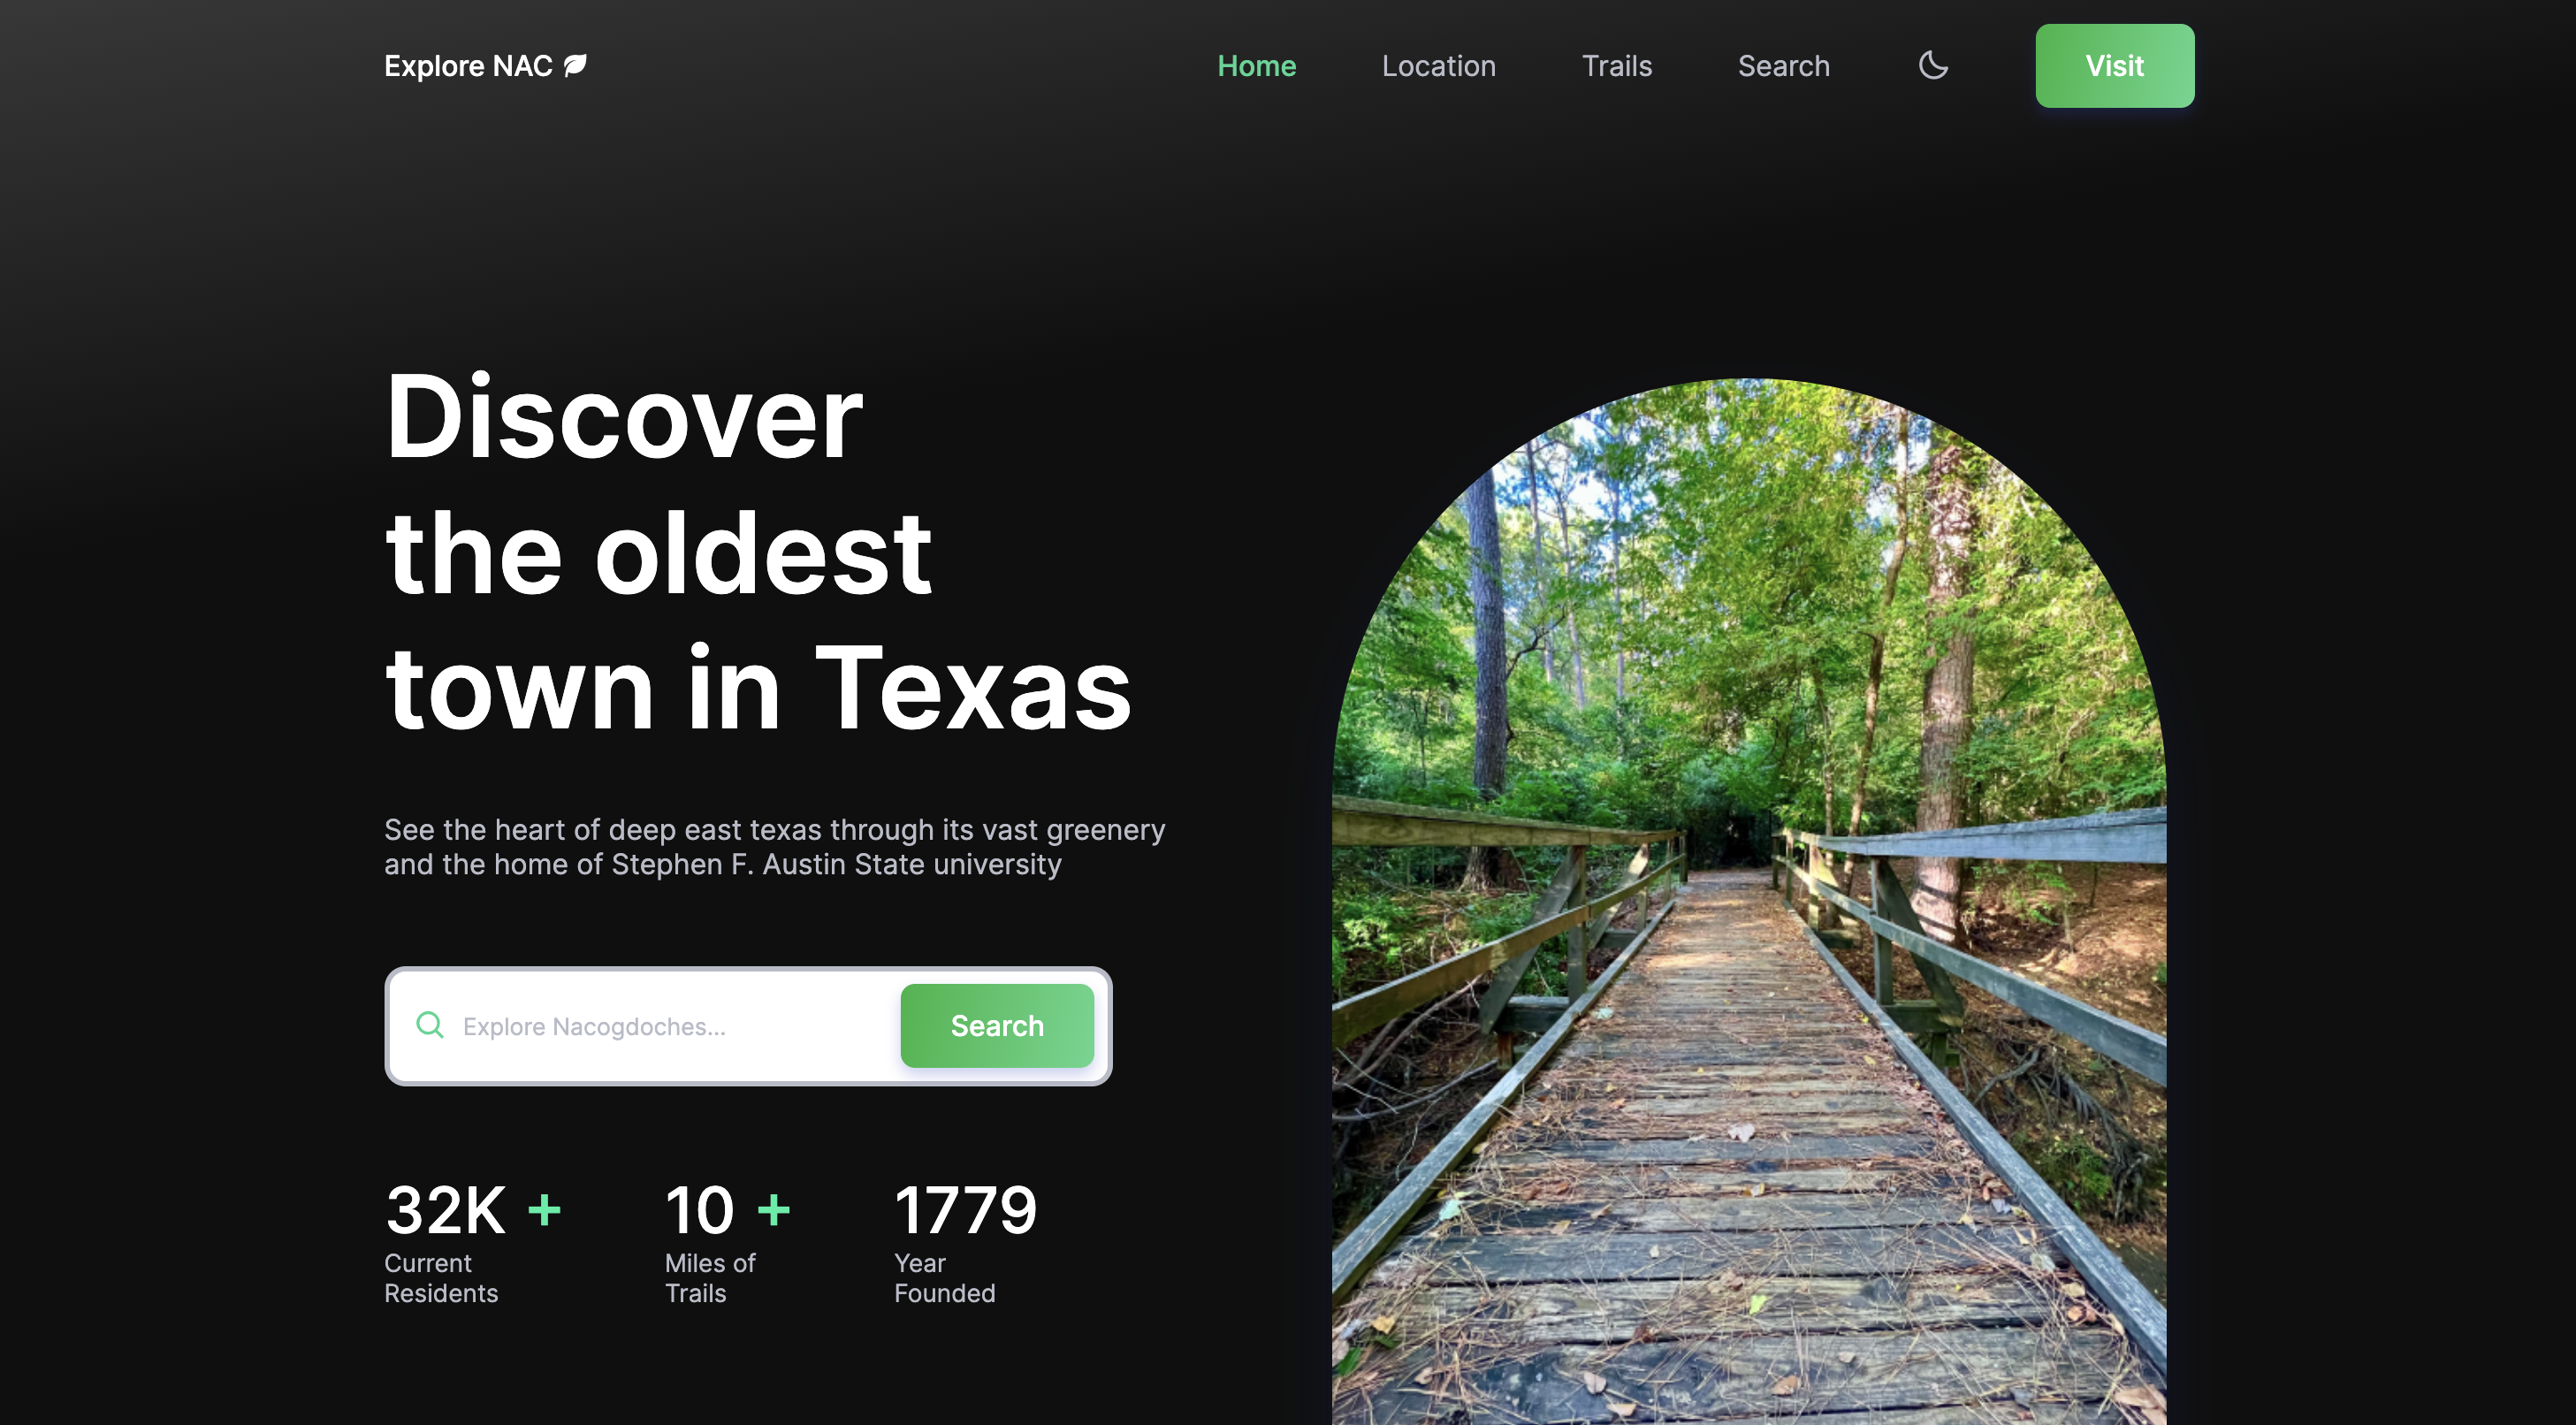 Explore NAC
Home
Location
Trails
Search
Visit
Discover
the oldest
town in Texas
See the heart of deep east texas through its vast greenery
and the home of Stephen F. Austin State university
Explore Nacogdoches...
Search
32K +
Current
Residents
10 +
Miles of
Trails
1779
Year
Founded